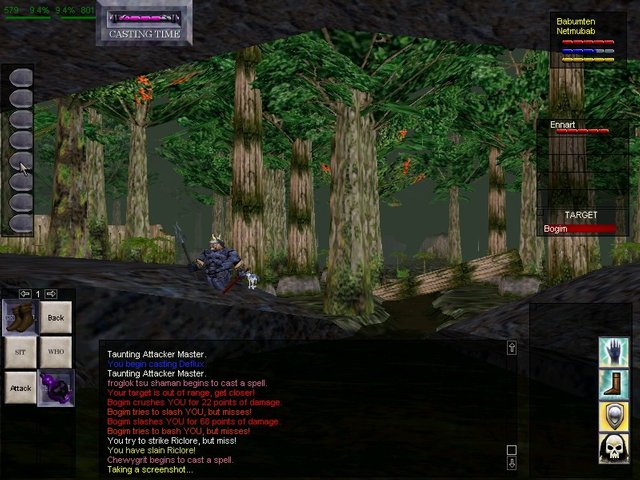 579 9.4% 9.4% 801
CASTING TIME
Babumten
Netmubab
Ennart
TARGET
Bogim
1
Back
SIT
WHO
Attack
Taunting Attacker Master.
You begin casting Deflux.
Taunting Attacker Master.
froglok tsu shaman begins to cast a spell.
Your target is out of range, get closer!
Bogim crushes YOU for 22 points of damage.
Bogim tries to slash YOU, but misses!
Bogim slashes YOU for 68 points of damage.
Bogim tries to bash YOU, but misses!
You try to strike Riclore, but miss!
You have slain Riclore!
Chewygrit begins to cast a spell.
Taking a screenshot...